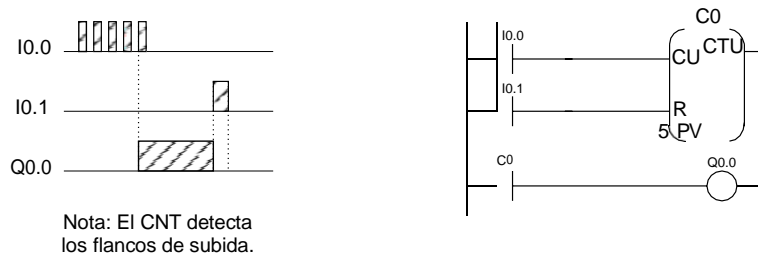 I0.0
I0.1
Q0.0
Nota: El CNT detecta
los flancos de subida.
C0
I0.0
CU CTU
I0.1
R
5 PV
C0
Q0.0